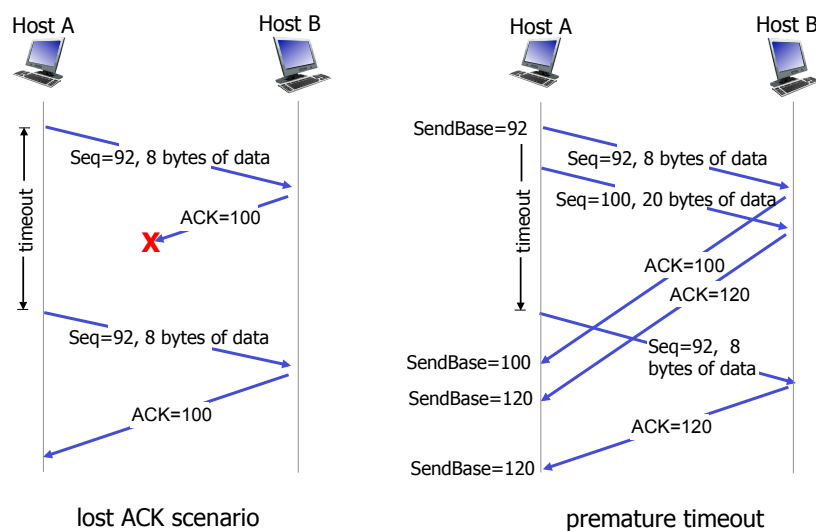 Host A
Host B
timeout
Seq=92, 8 bytes of data
ACK=100
X
Seq=92, 8 bytes of data
ACK=100
lost ACK scenario
Host A
Host B
SendBase=92
timeout
Seq=92, 8 bytes of data
Seq=100, 20 bytes of data
ACK=100
ACK=120
Seq=92, 8
bytes of data
SendBase=100
SendBase=120
ACK=120
SendBase=120
premature timeout